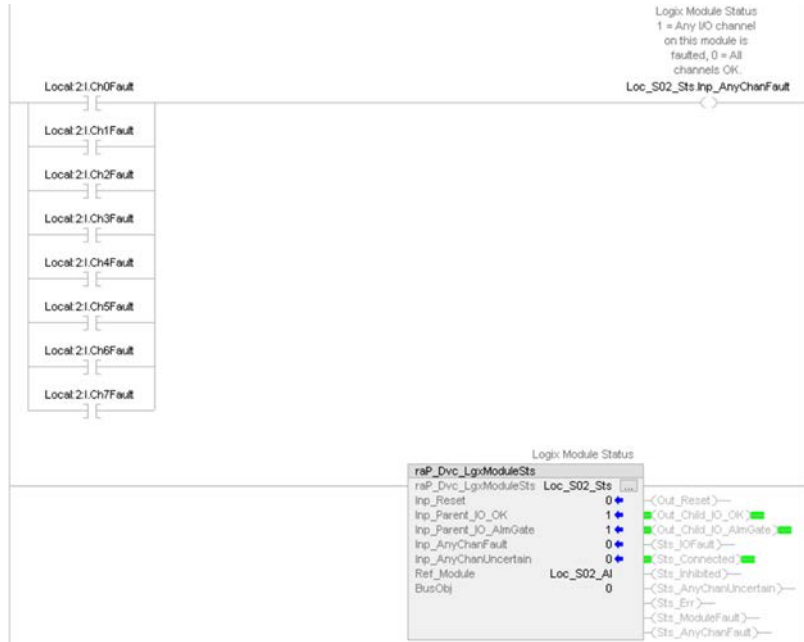 Logix Module Status
1 = Any I/O channel
on this module is
faulted, 0 = All
channels OK.
Local:2:I.Ch0Fault
Loc_S02_Sts.Inp_AnyChanFault
Local:2:I.Ch1Fault
Local:2:I.Ch2Fault
Local:2:I.Ch3Fault
Local:2:I.Ch4Fault
Local:2:I.Ch5Fault
Local:2:I.Ch6Fault
Local:2:I.Ch7Fault
Logix Module Status
raP_Dvc_LgxModuleSts
raP_Dvc_LgxModuleSts Loc_S02_Sts ...
Inp_Reset 0 (Out_Reset)
Inp_Parent_IO_OK 1 (Out_Child_IO_OK)
Inp_Parent_IO_AlmGate 1 (Out_Child_IO_AlmGate)
Inp_AnyChanFault 0 (Sts_IOFault)
Inp_AnyChanUncertain 0 (Sts_Connected)
Ref_Module Loc_S02_AI (Sts_Inhibited)
BusObj 0 (Sts_AnyChanUncertain)
(Sts_Err)
(Sts_ModuleFault)
(Sts_AnyChanFault)